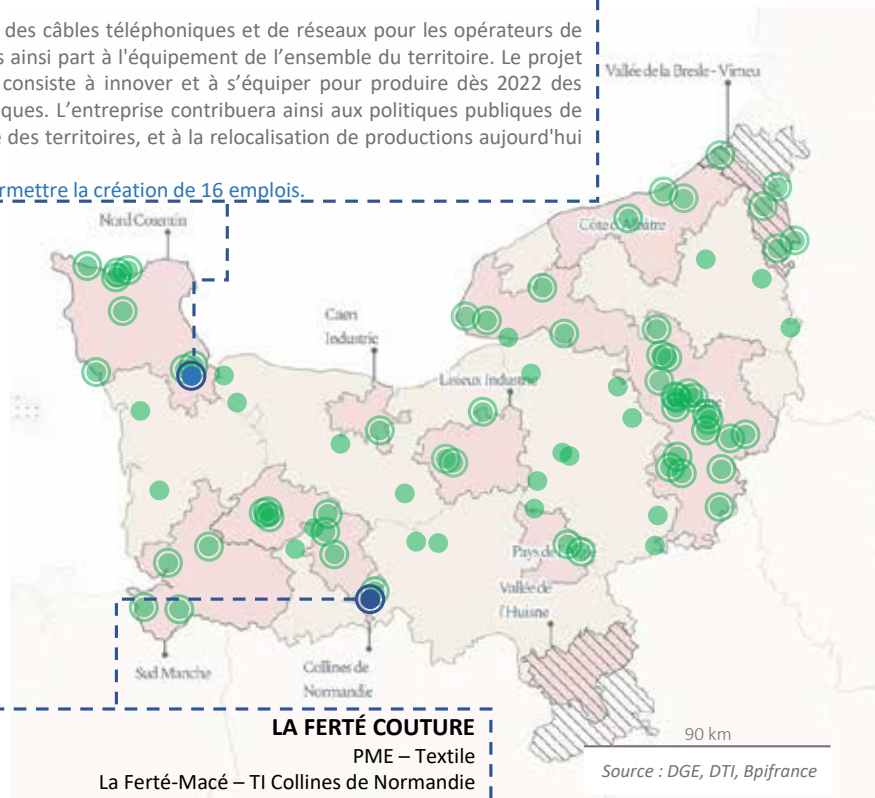 des câbles téléphoniques et de réseaux pour les opérateurs de
s ainsi part à l'équipement de l’ensemble du territoire. Le projet
consiste à innover et à s’équiper pour produire dès 2022 des
iques. L’entreprise contribuera ainsi aux politiques publiques de
é des territoires, et à la relocalisation de productions aujourd'hui
rmettre la création de 16 emplois.
Vallée de la Bresle - Vimeu
Nord Cotentin
Côte d'Albâtre
Caen
Industrie
Lisieux Industrie
Pays de
Vallée de
l'Huisne
Sud Manche
Collines de
Normandie
LA FERTÉ COUTURE
PME – Textile
La Ferté-Macé – TI Collines de Normandie
90 km
Source : DGE, DTI, Bpifrance